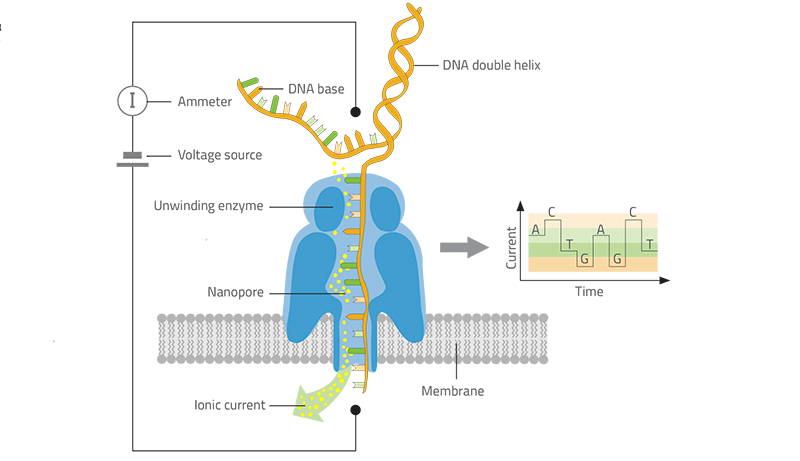 DNA double helix
DNA base
I
Ammeter
Voltage source
Unwinding enzyme
Nanopore
Ionic current
Membrane
Current
A C T G A G C T
Time